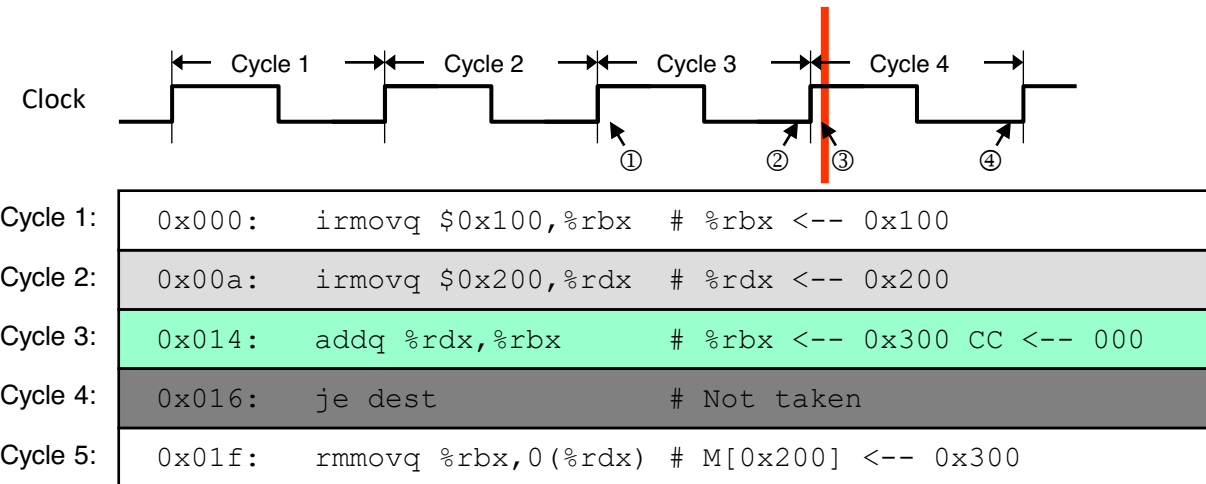 Cycle 1 Cycle 2 Cycle 3 Cycle 4
Clock
① ② ③ ④
Cycle 1: 0x000: irmovq $0x100,%rbx # %rbx <-- 0x100
Cycle 2: 0x00a: irmovq $0x200,%rdx # %rdx <-- 0x200
Cycle 3: 0x014: addq %rdx,%rbx # %rbx <-- 0x300 CC <-- 000
Cycle 4: 0x016: je dest # Not taken
Cycle 5: 0x01f: rmmovq %rbx,0(%rdx) # M[0x200] <-- 0x300